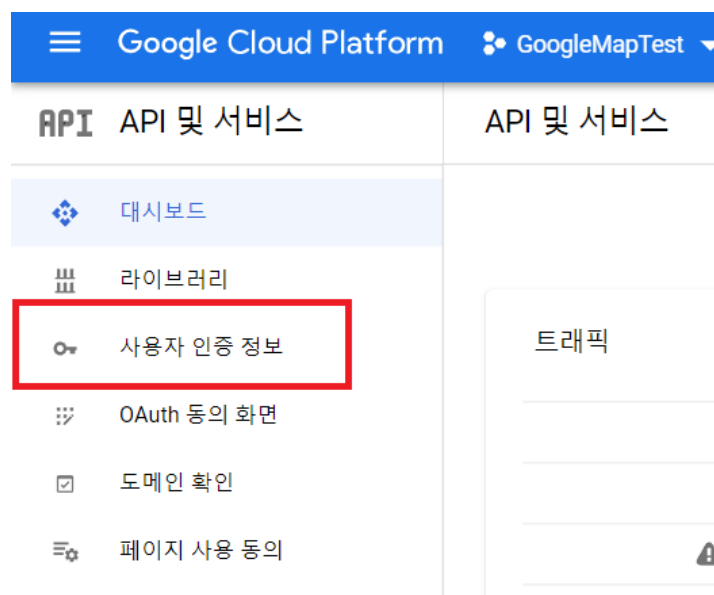 Google Cloud Platform
GoogleMapTest
API
API 및 서비스
API 및 서비스
대시보드
라이브러리
사용자 인증 정보
OAuth 동의 화면
도메인 확인
페이지 사용 동의
트래픽